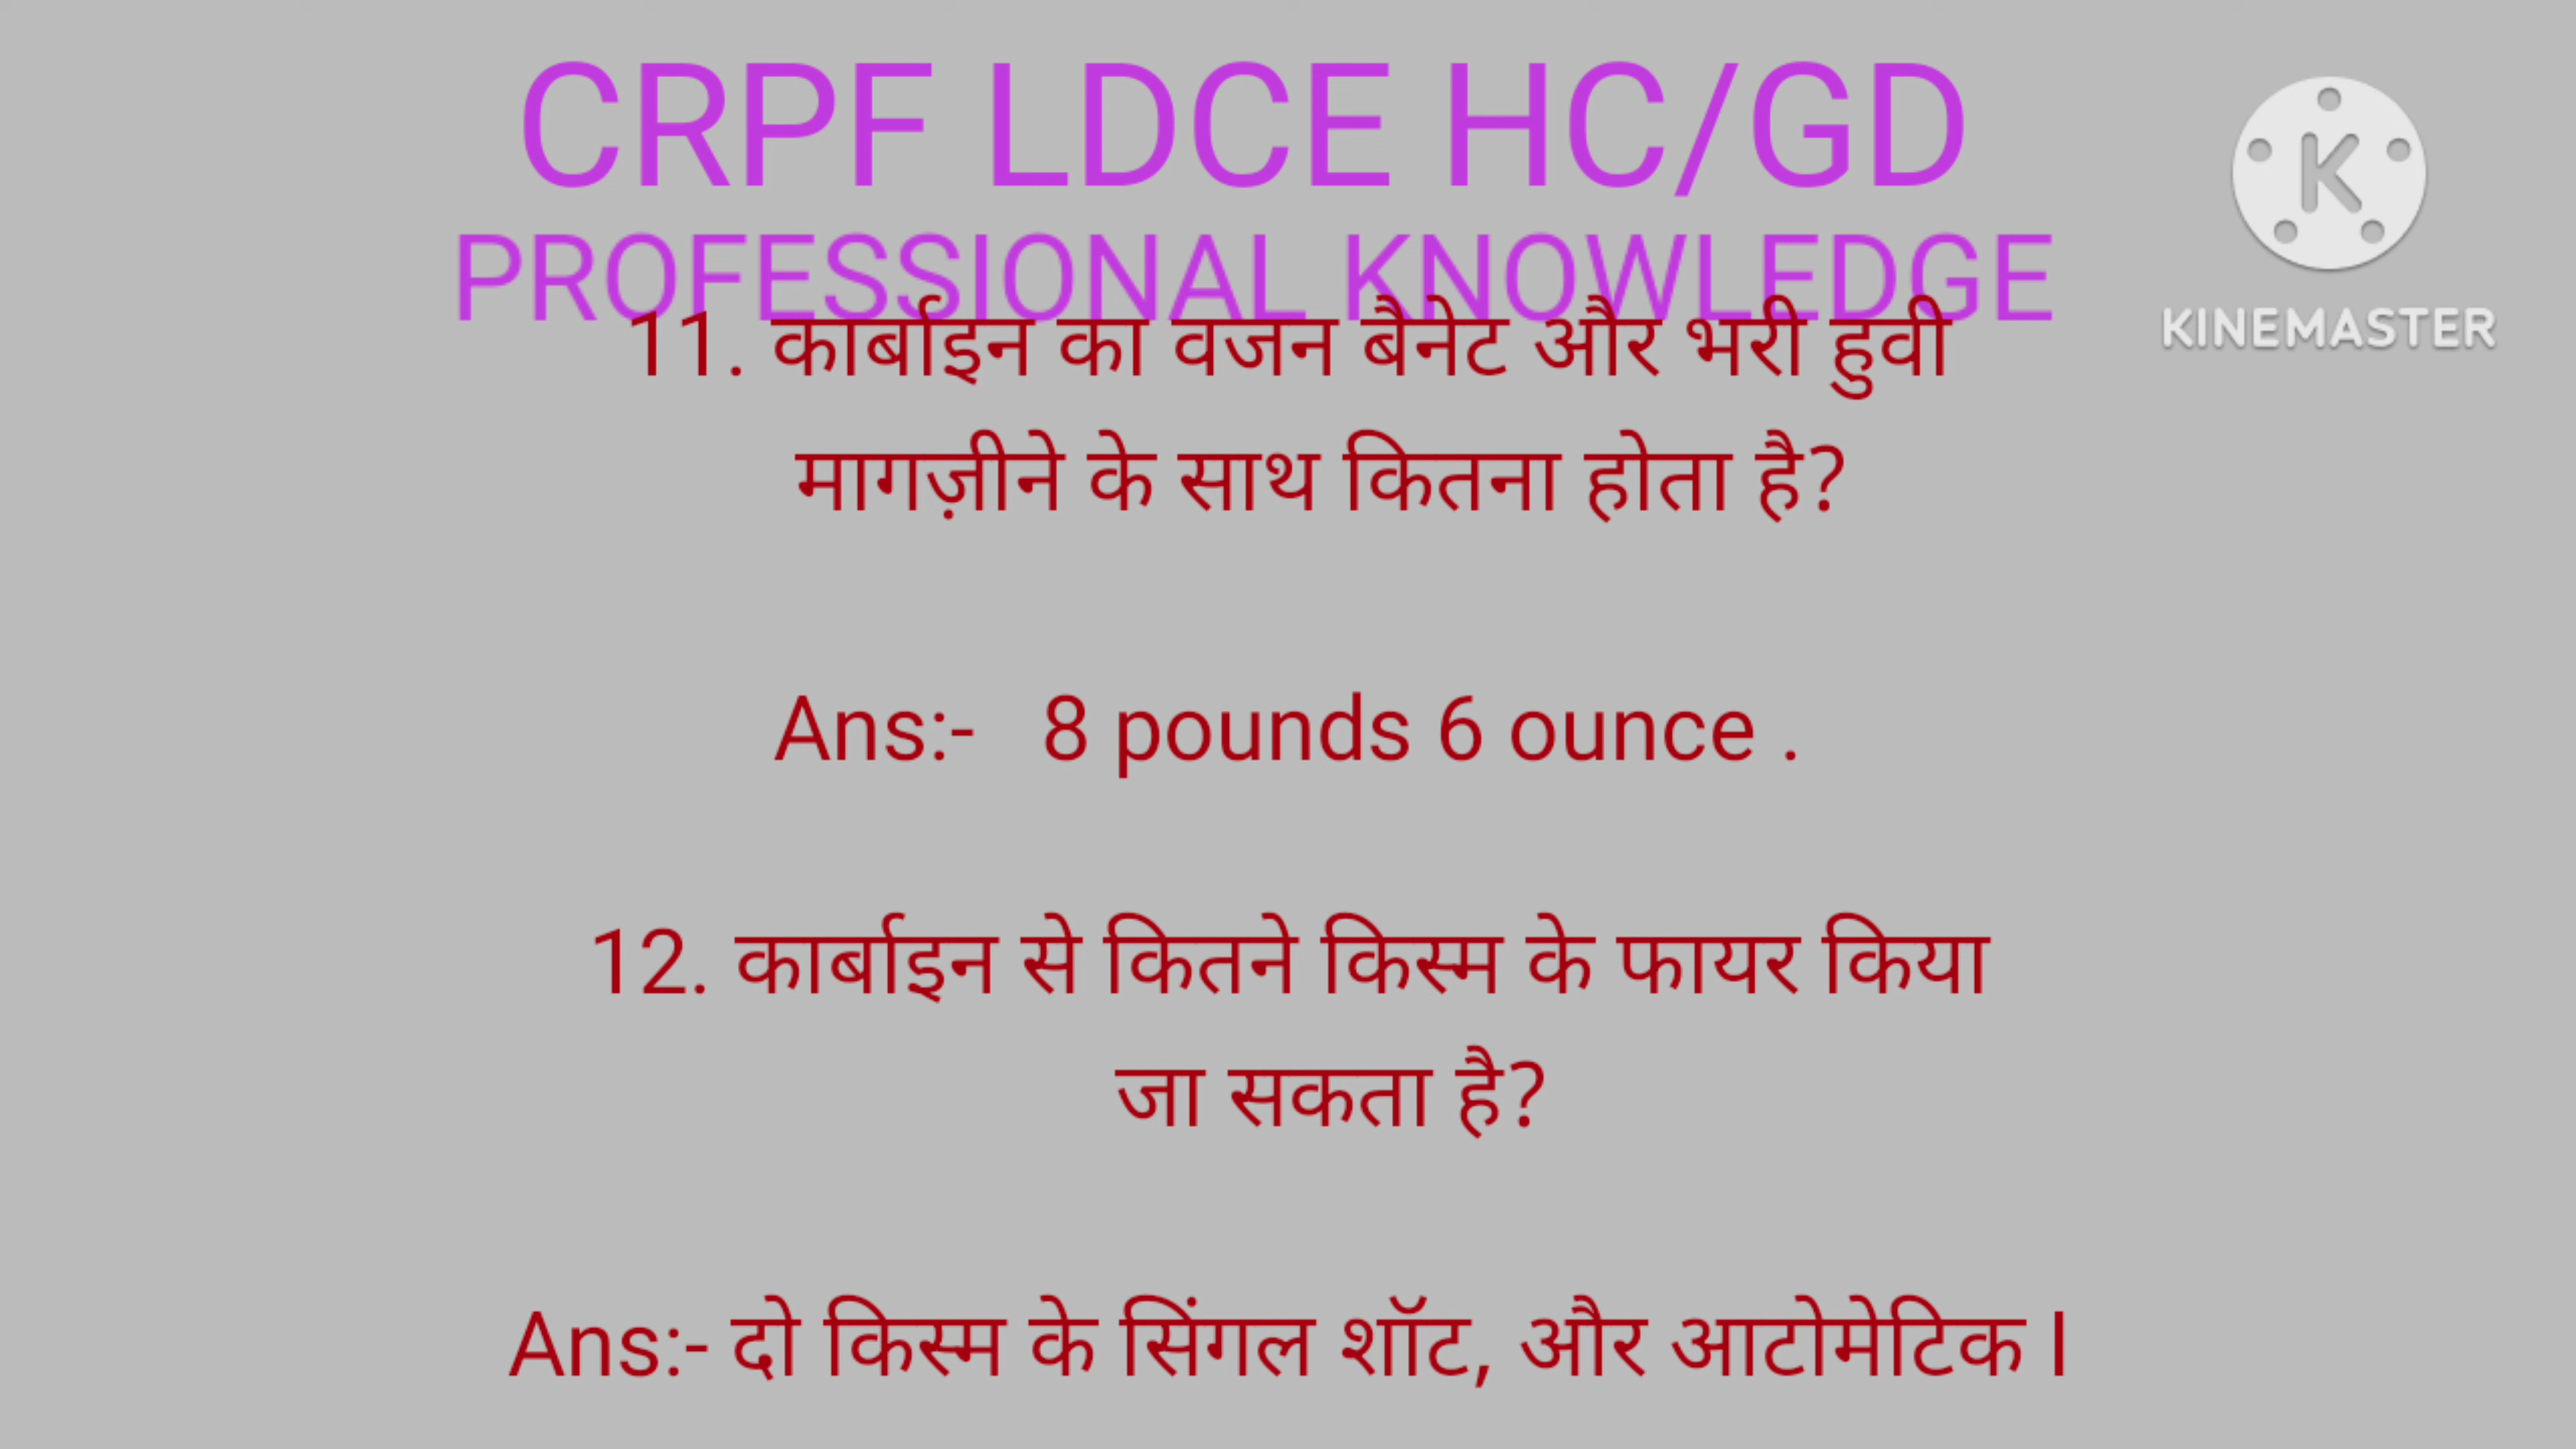 CRPF LDCE HC/GD
PROFESSIONAL KNOWLEDGE
11. कार्बाइन का वजन बैनेट और भरी हुवी
मागज़ीने के साथ कितना होता है?
Ans:- 8 pounds 6 ounce .
12. कार्बाइन से कितने किस्म के फायर किया
जा सकता है?
Ans:- दो किस्म के सिंगल शॉट, और आटोमेटिक l
K
KINEMASTER